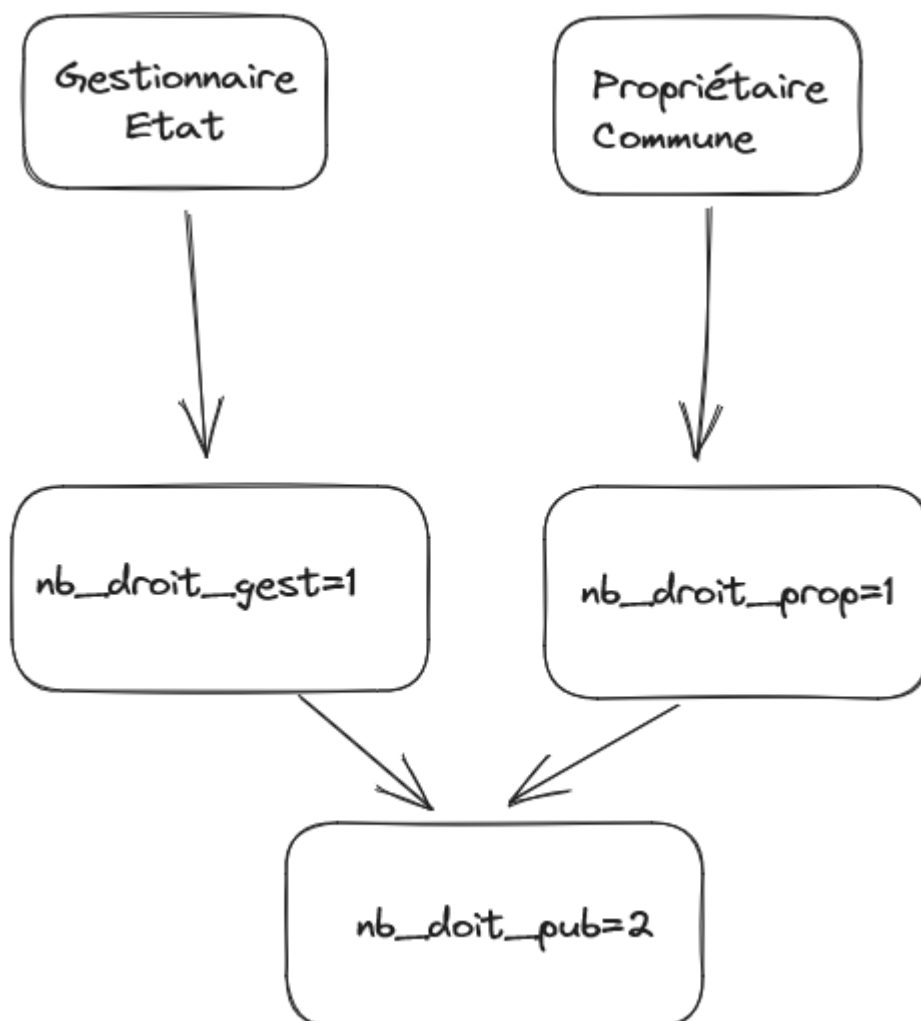 Gestionnaire
Etat
Propriétaire
Commune
nb_droit_gest=1
nb_droit_prop=1
nb_doit_pub=2